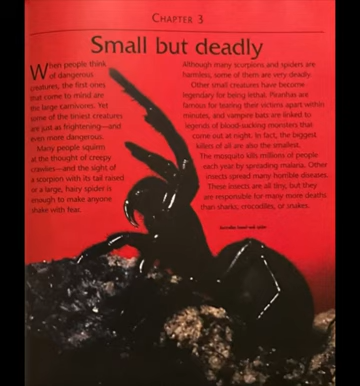 CHAPTER 3
Small but deadly
When people think
of dangerous
creatures, the first ones
that come to mind are
the large carnivores. Yet
some of the tiniest creatures
are just as frightening—and
even more dangerous.
Many people squirm
at the thought of creepy
crawlies—and the sight of
a scorpion with its tail raised
or a large, hairy spider is
enough to make anyone
shake with fear.
Although many scorpions and spiders are
harmless, some of them are very deadly.
Other small creatures have become
legendary for being lethal. Piranhas are
famous for tearing their victims apart within
minutes, and vampire bats are linked to
legends of blood-sucking monsters that
come out at night. In fact, the biggest
killers of all are also the smallest.
The mosquito kills millions of people
each year by spreading malaria. Other
insects spread many horrible diseases.
These insects are all tiny, but they
are responsible for many more deaths
than sharks, crocodiles, or snakes.
Australian funnel web spider